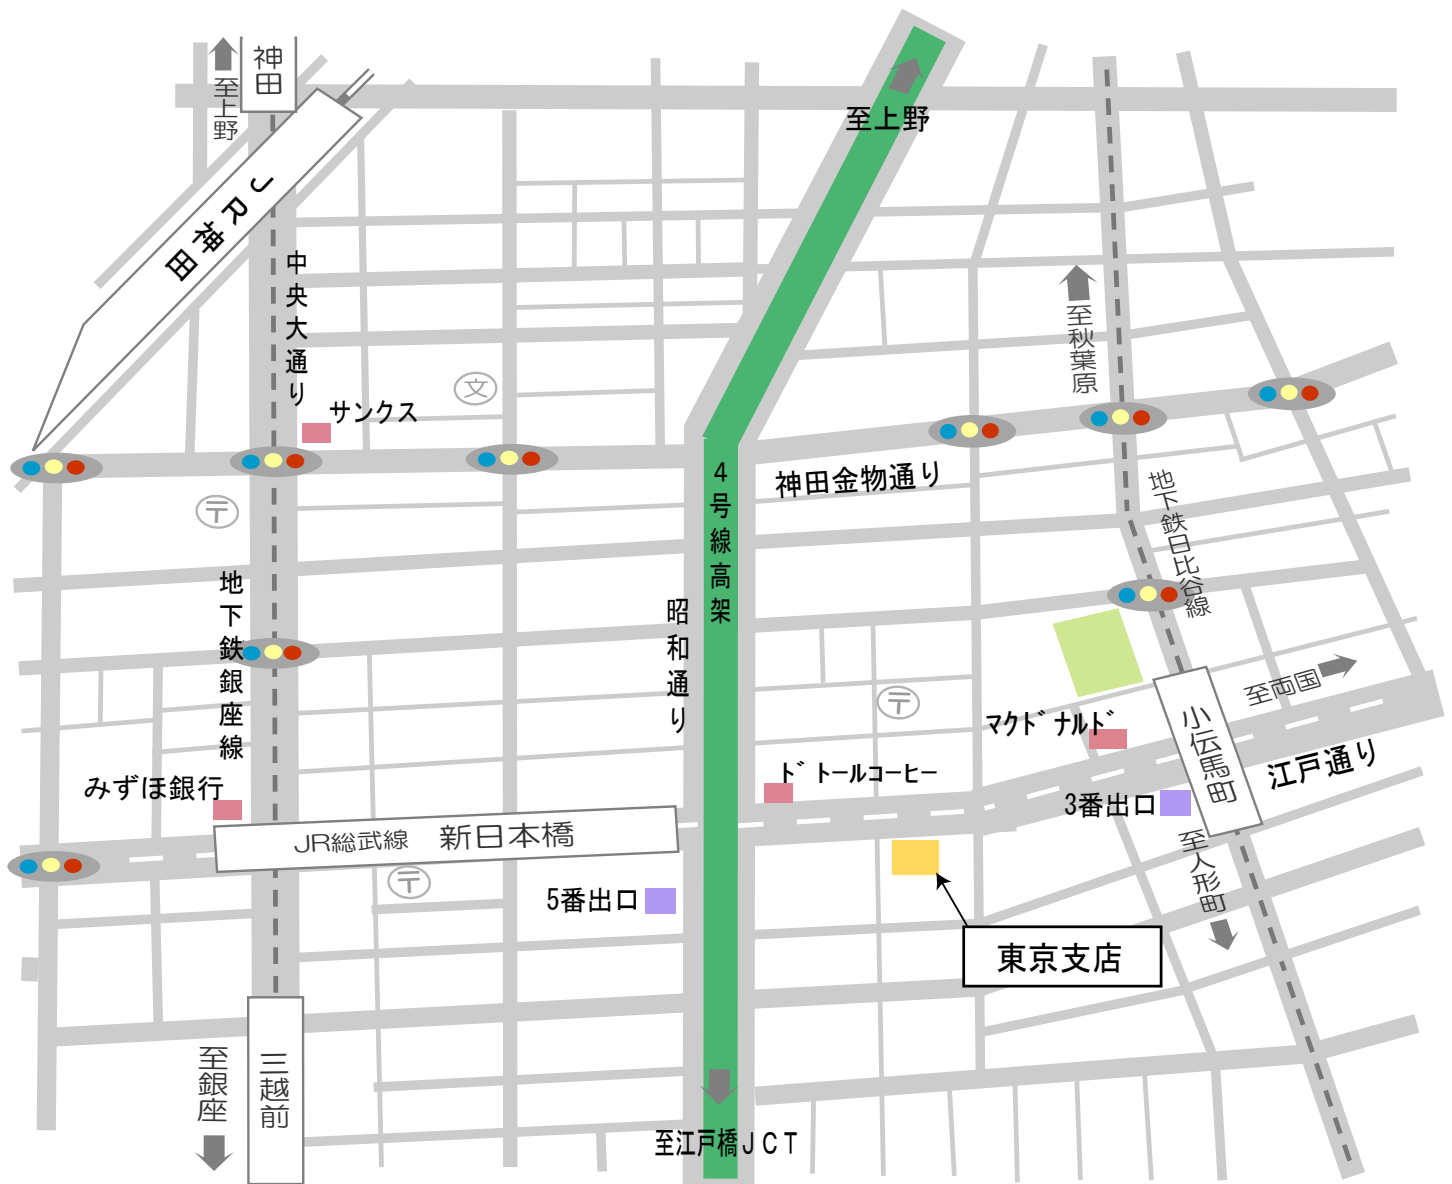 神田
至上野
至上野
JR神田
中央大通り
至秋葉原
サンクス
文
4号線高架
神田金物通り
地下鉄日比谷線
〒
地下鉄銀座線
昭和通り
〒
至両国
小伝馬町
マクドナルド
江戸通り
ドトールコーヒー
みずほ銀行
3番出口
JR総武線 新日本橋
至人形町
〒
5番出口
東京支店
至銀座
三越前
至江戸橋JCT